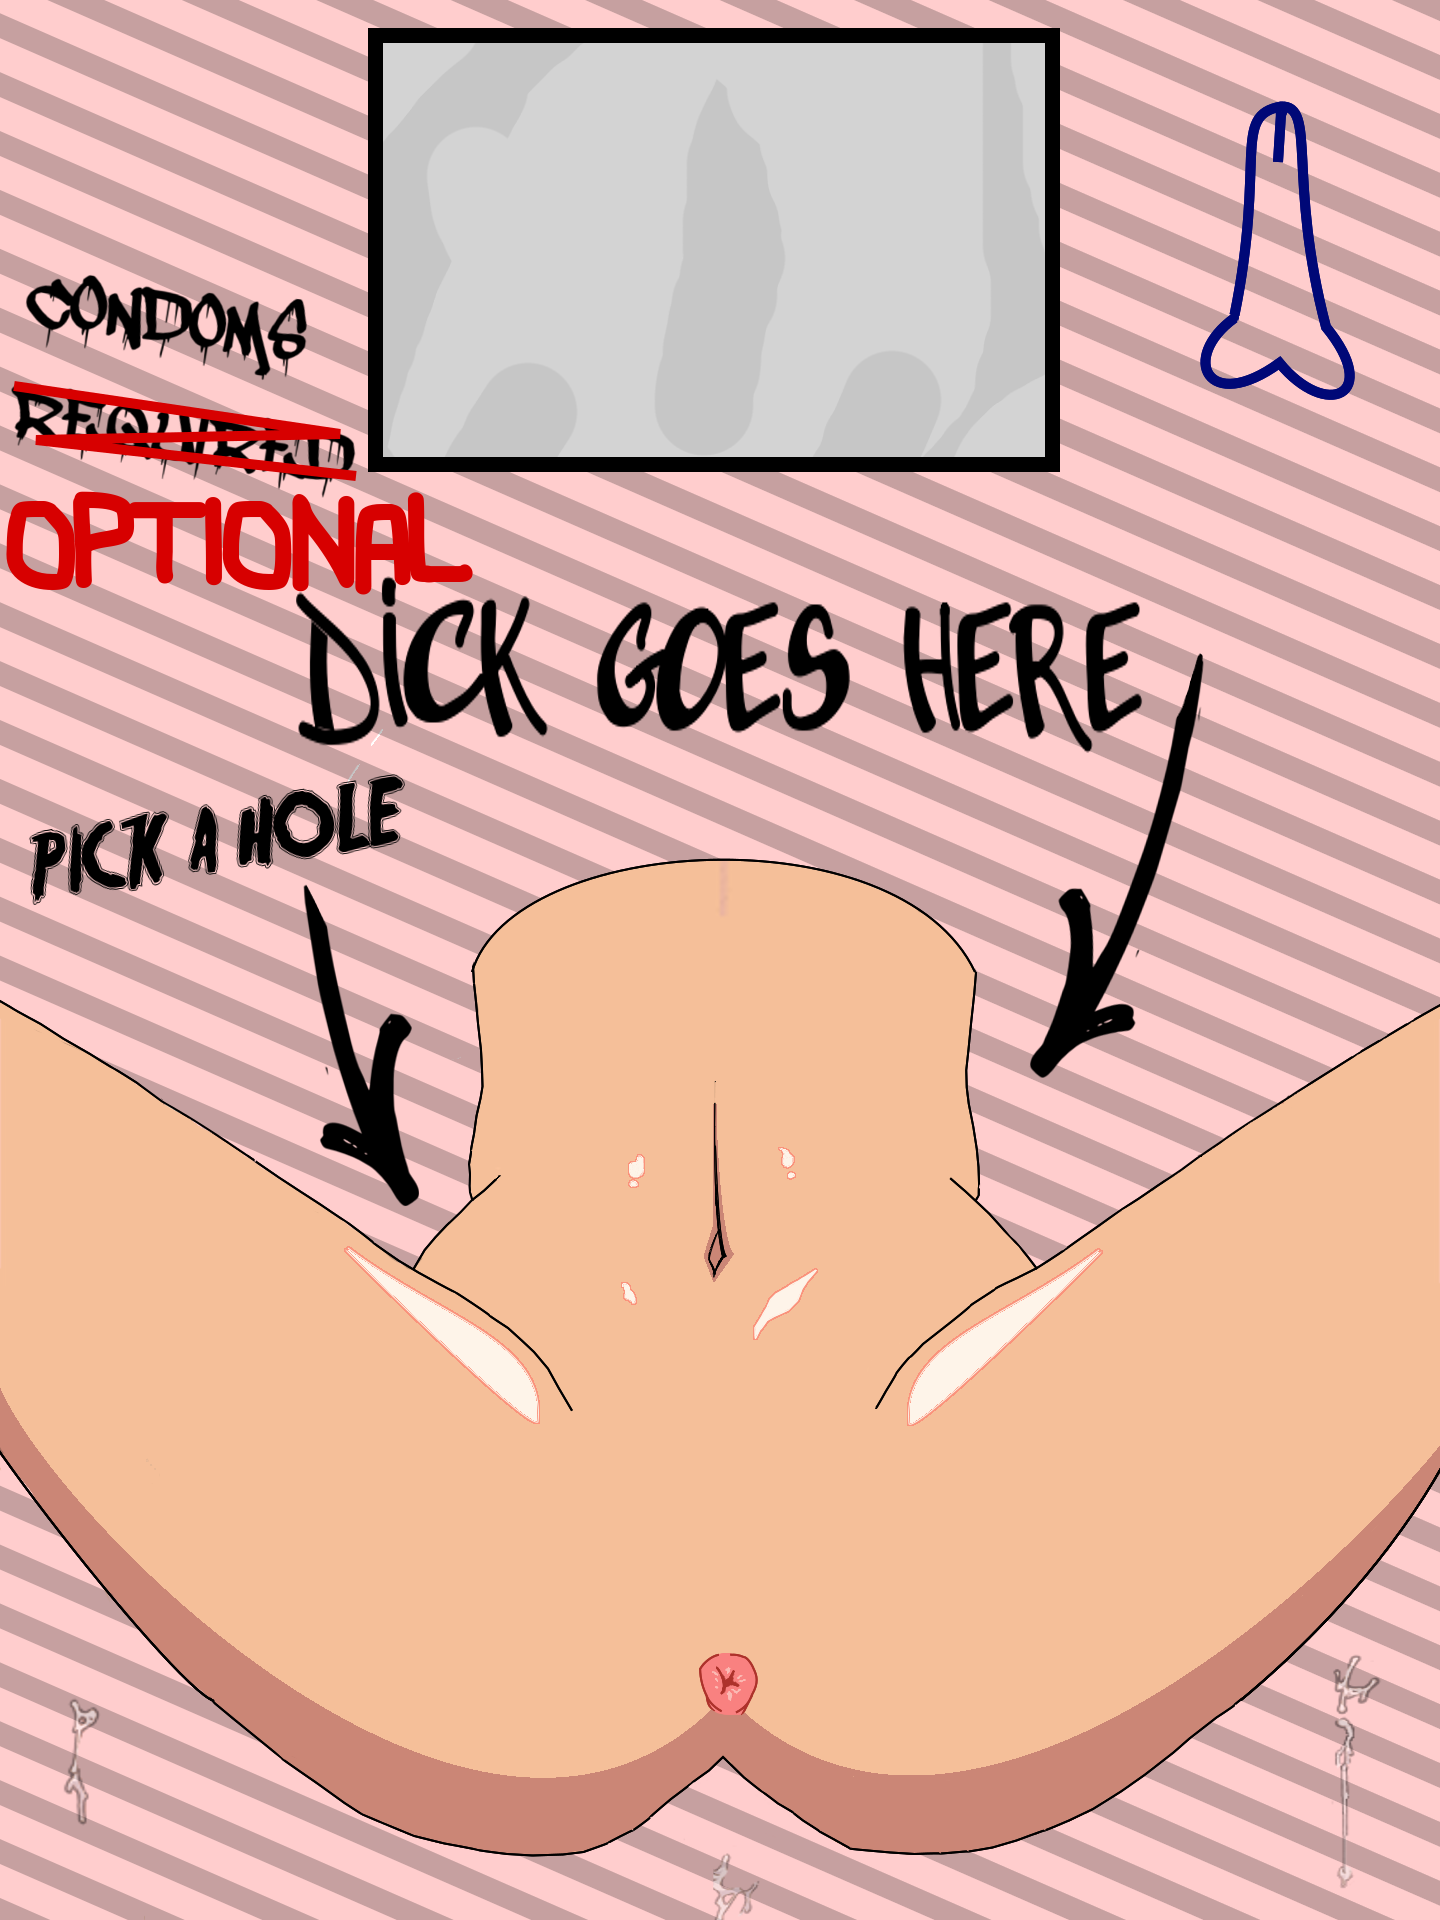 CONDOMS
REQUIRED
OPTIONAL
DiCK GOES HERE
PICK A HOLE